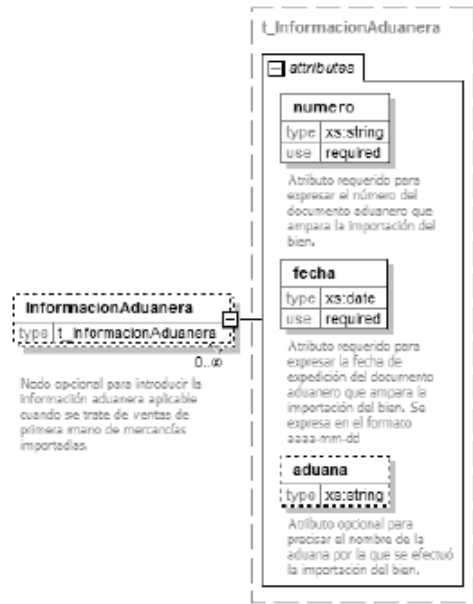 t_InformacionAduanera
attributes
numero
type xs:string
use required
Atributo requerido para
expresar el número del
documento aduanero que
ampara la importación del
bien.
fecha
type xs:date
use required
Atributo requerido para
expresar la fecha de
expedición del documento
aduanero que ampara la
importación del bien. Se
expresa en el formato
aaaa-mm-dd
aduana
type xs:string
Atributo opcional para
precisar el nombre de la
aduana por la que se efectuó
la importación del bien.
InformacionAduanera
type t_InformacionAduanera
0..∞
Nodo opcional para introducir la
información aduanera aplicable
cuando se trate de ventas de
primera mano de mercancías
importadas.